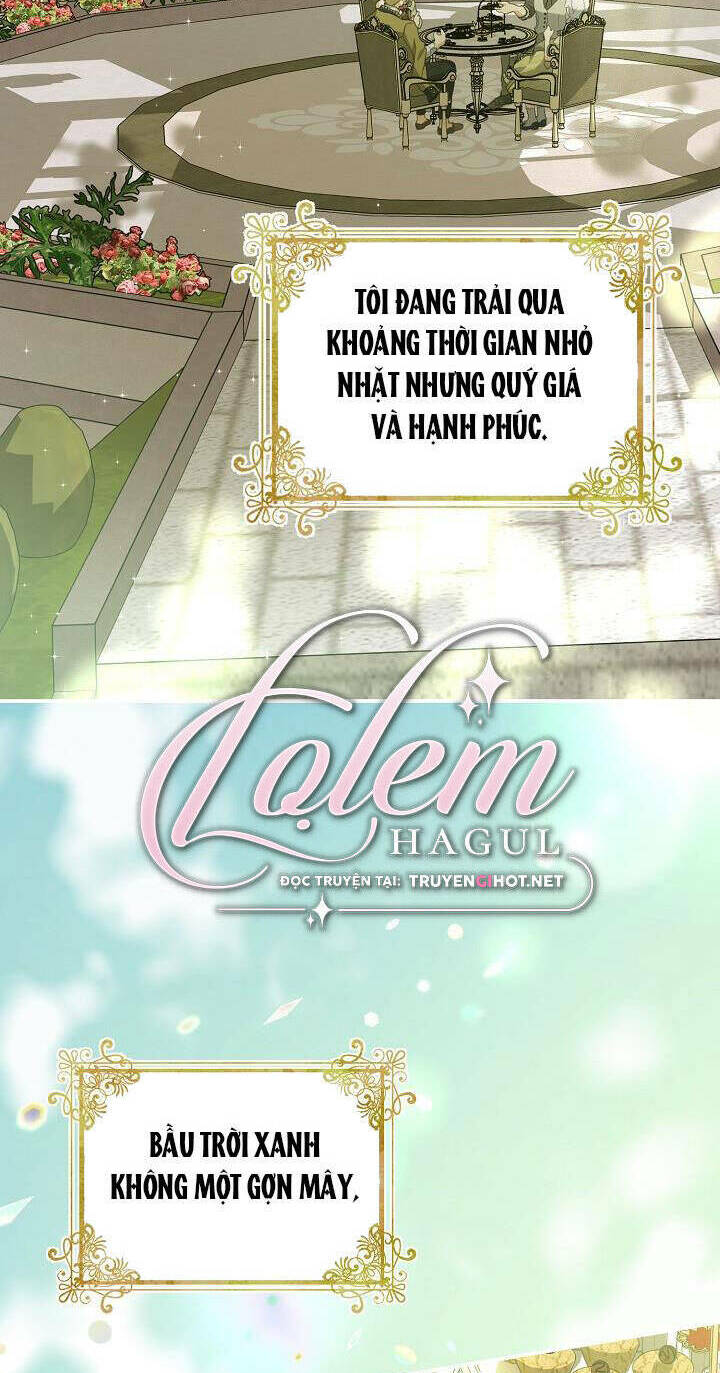 TÔI ĐANG TRẢI QUA
KHOẢNG THỜI GIAN NHỎ
NHẶT NHƯNG QUÝ GIÁ
VÀ HẠNH PHÚC.
Lọlem
HAGUL
ĐỌC TRUYỆN TẠI: TRUYENGIHOT.NET
BẦU TRỜI XANH
KHÔNG MỘT GỢN MÂY,